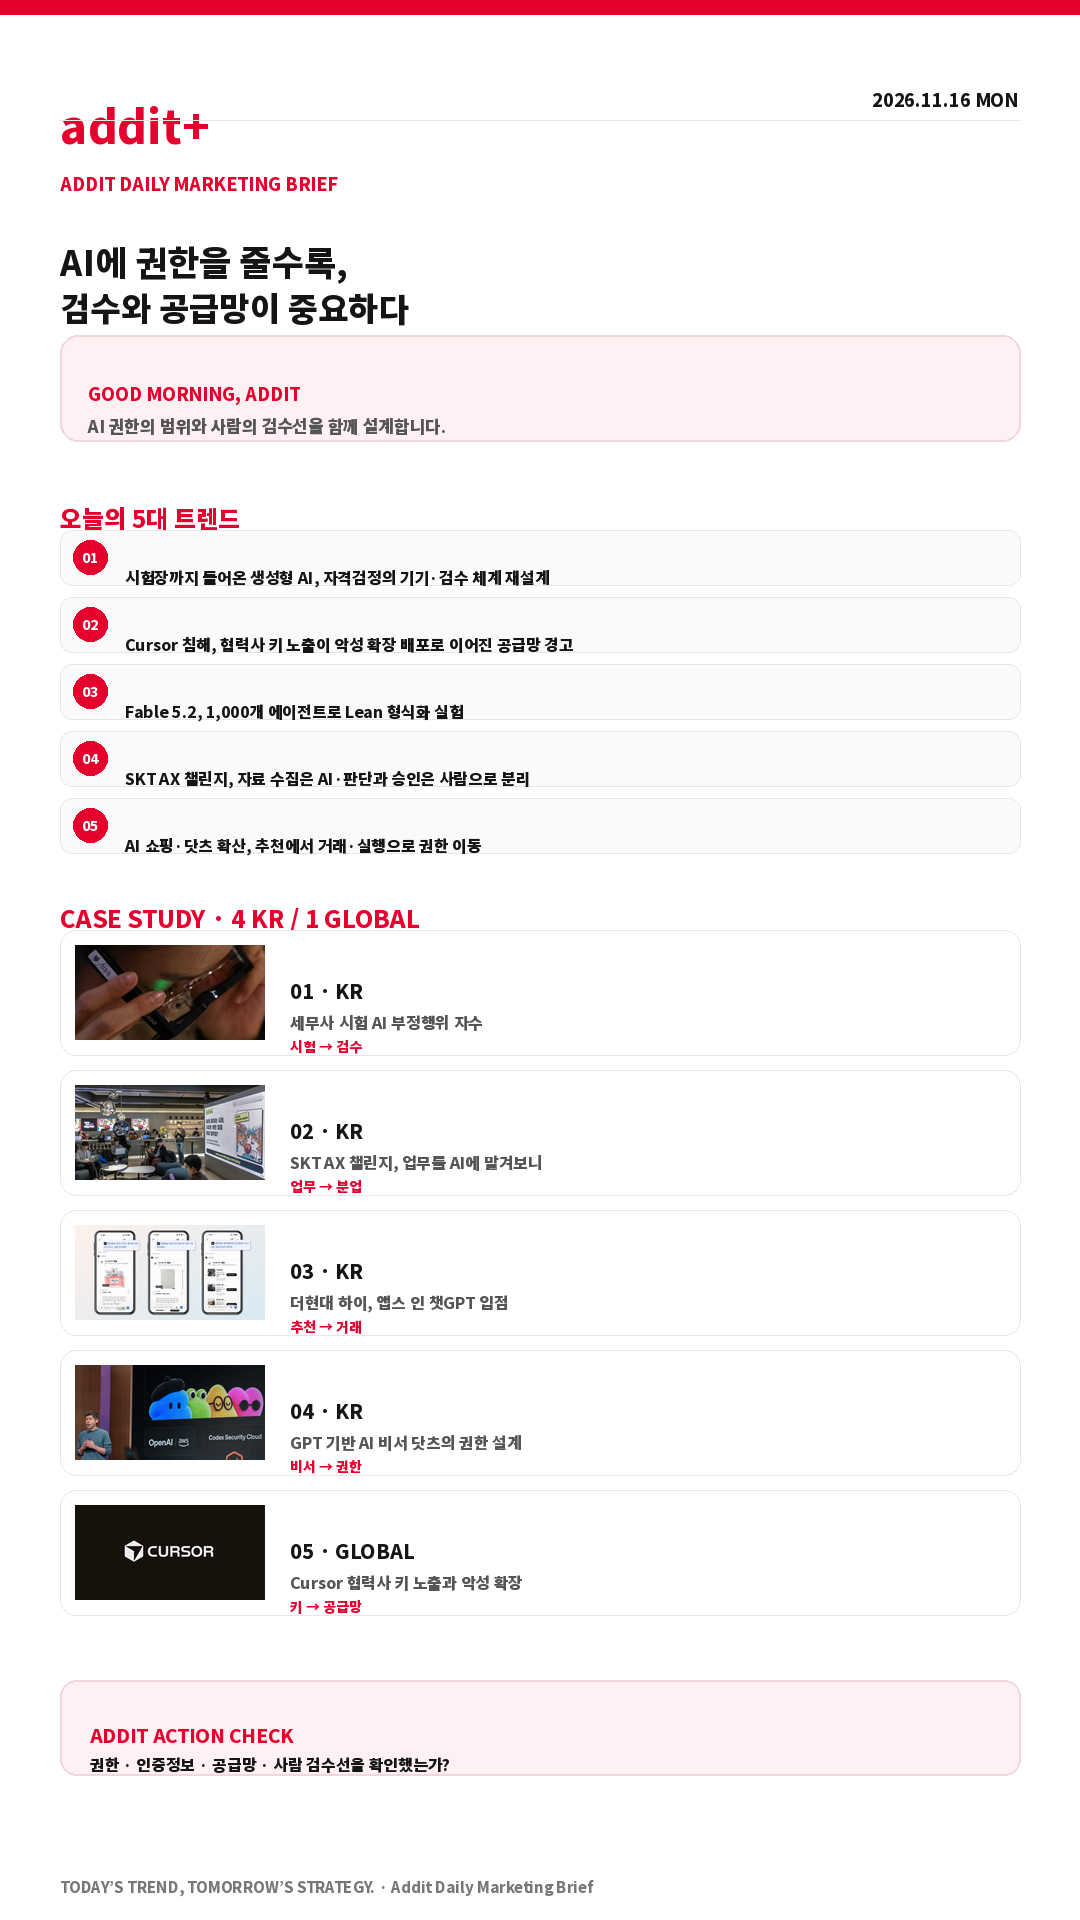 2026.11.16 MON
addit+
ADDIT DAILY MARKETING BRIEF
AI에 권한을 줄수록,
검수와 공급망이 중요하다
GOOD MORNING, ADDIT
AI 권한의 범위와 사람의 검수선을 함께 설계합니다.
오늘의 5대 트렌드
01
시험장까지 들어온 생성형 AI, 자격검정의 기기·검수 체계 재설계
02
Cursor 침해, 협력사 키 노출이 악성 확장 배포로 이어진 공급망 경고
03
Fable 5.2, 1,000개 에이전트로 Lean 형식화 실험
04
SKT AX 챌린지, 자료 수집은 AI·판단과 승인은 사람으로 분리
05
AI 쇼핑·닷츠 확산, 추천에서 거래·실행으로 권한 이동
CASE STUDY · 4 KR / 1 GLOBAL
01 · KR
세무사 시험 AI 부정행위 자수
시험 → 검수
02 · KR
SKT AX 챌린지, 업무를 AI에 맡겨보니
업무 → 분업
03 · KR
더현대 하이, 앱스 인 챗GPT 입점
추천 → 거래
OpenAI aws
Codex Security Cloud
04 · KR
GPT 기반 AI 비서 닷츠의 권한 설계
비서 → 권한
CURSOR
05 · GLOBAL
Cursor 협력사 키 노출과 악성 확장
키 → 공급망
ADDIT ACTION CHECK
권한 · 인증정보 · 공급망 · 사람 검수선을 확인했는가?
TODAY’S TREND, TOMORROW’S STRATEGY. · Addit Daily Marketing Brief